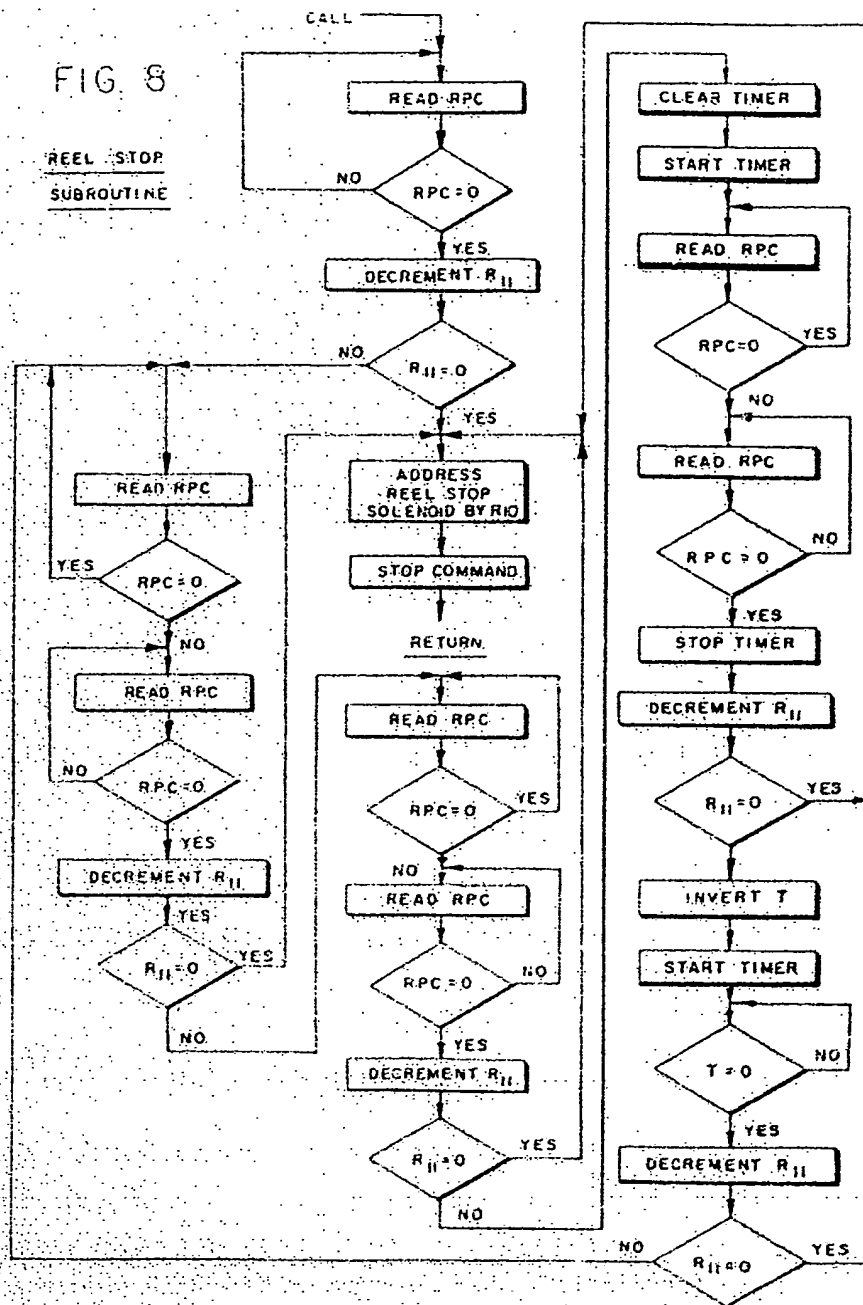 FIG. 8
REEL STOP
SUBROUTINE
CALL
READ RPC
RPC=0
NO
YES
DECREMENT R11
R11=0
NO
YES
ADDRESS
REEL STOP
SOLENOID BY R10
STOP COMMAND
RETURN
READ RPC
RPC=0
YES
NO
READ RPC
RPC=0
NO
YES
DECREMENT R11
YES
R11=0
YES
NO
READ RPC
RPC=0
YES
NO
READ RPC
RPC=0
NO
YES
DECREMENT R11
R11=0
YES
NO
CLEAR TIMER
START TIMER
READ RPC
RPC=0
YES
NO
READ RPC
RPC=0
NO
YES
STOP TIMER
DECREMENT R11
R11=0
YES
INVERT T
START TIMER
T=0
NO
YES
DECREMENT R11
R11=0
NO
YES